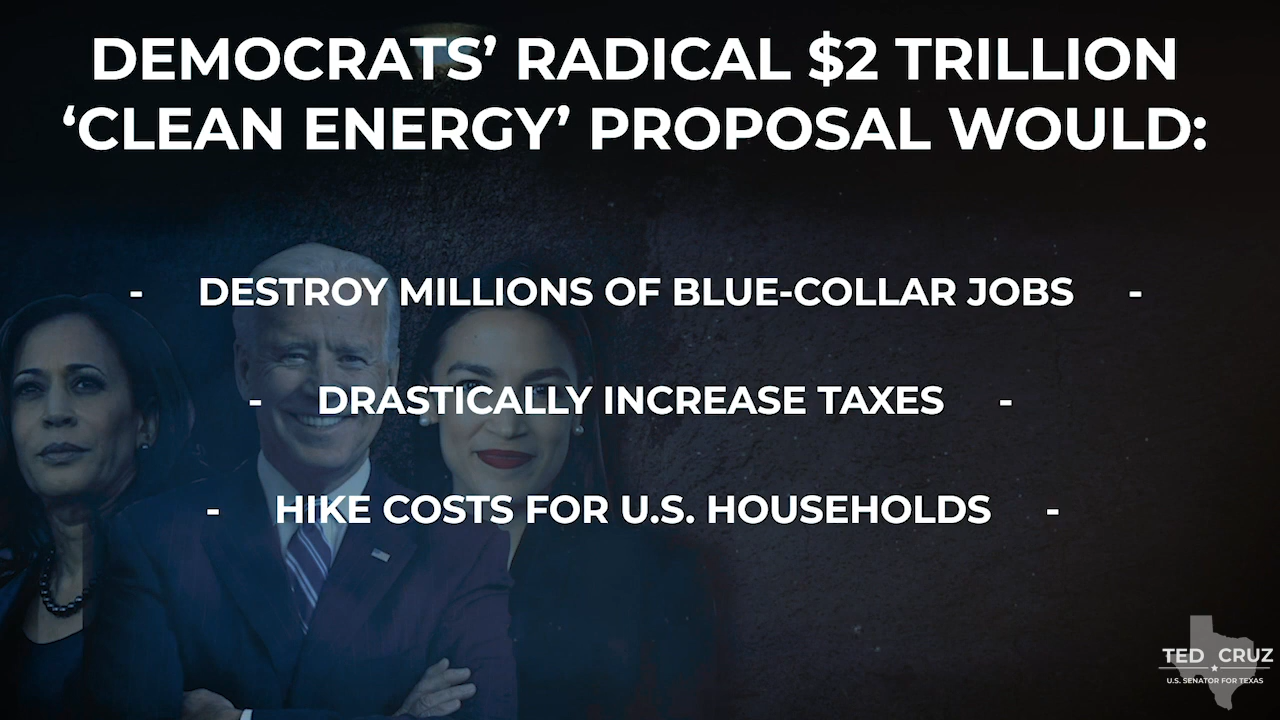 DEMOCRATS’ RADICAL $2 TRILLION
‘CLEAN ENERGY’ PROPOSAL WOULD:
- DESTROY MILLIONS OF BLUE-COLLAR JOBS -
- DRASTICALLY INCREASE TAXES -
- HIKE COSTS FOR U.S. HOUSEHOLDS -
TED CRUZ
U.S. SENATOR FOR TEXAS